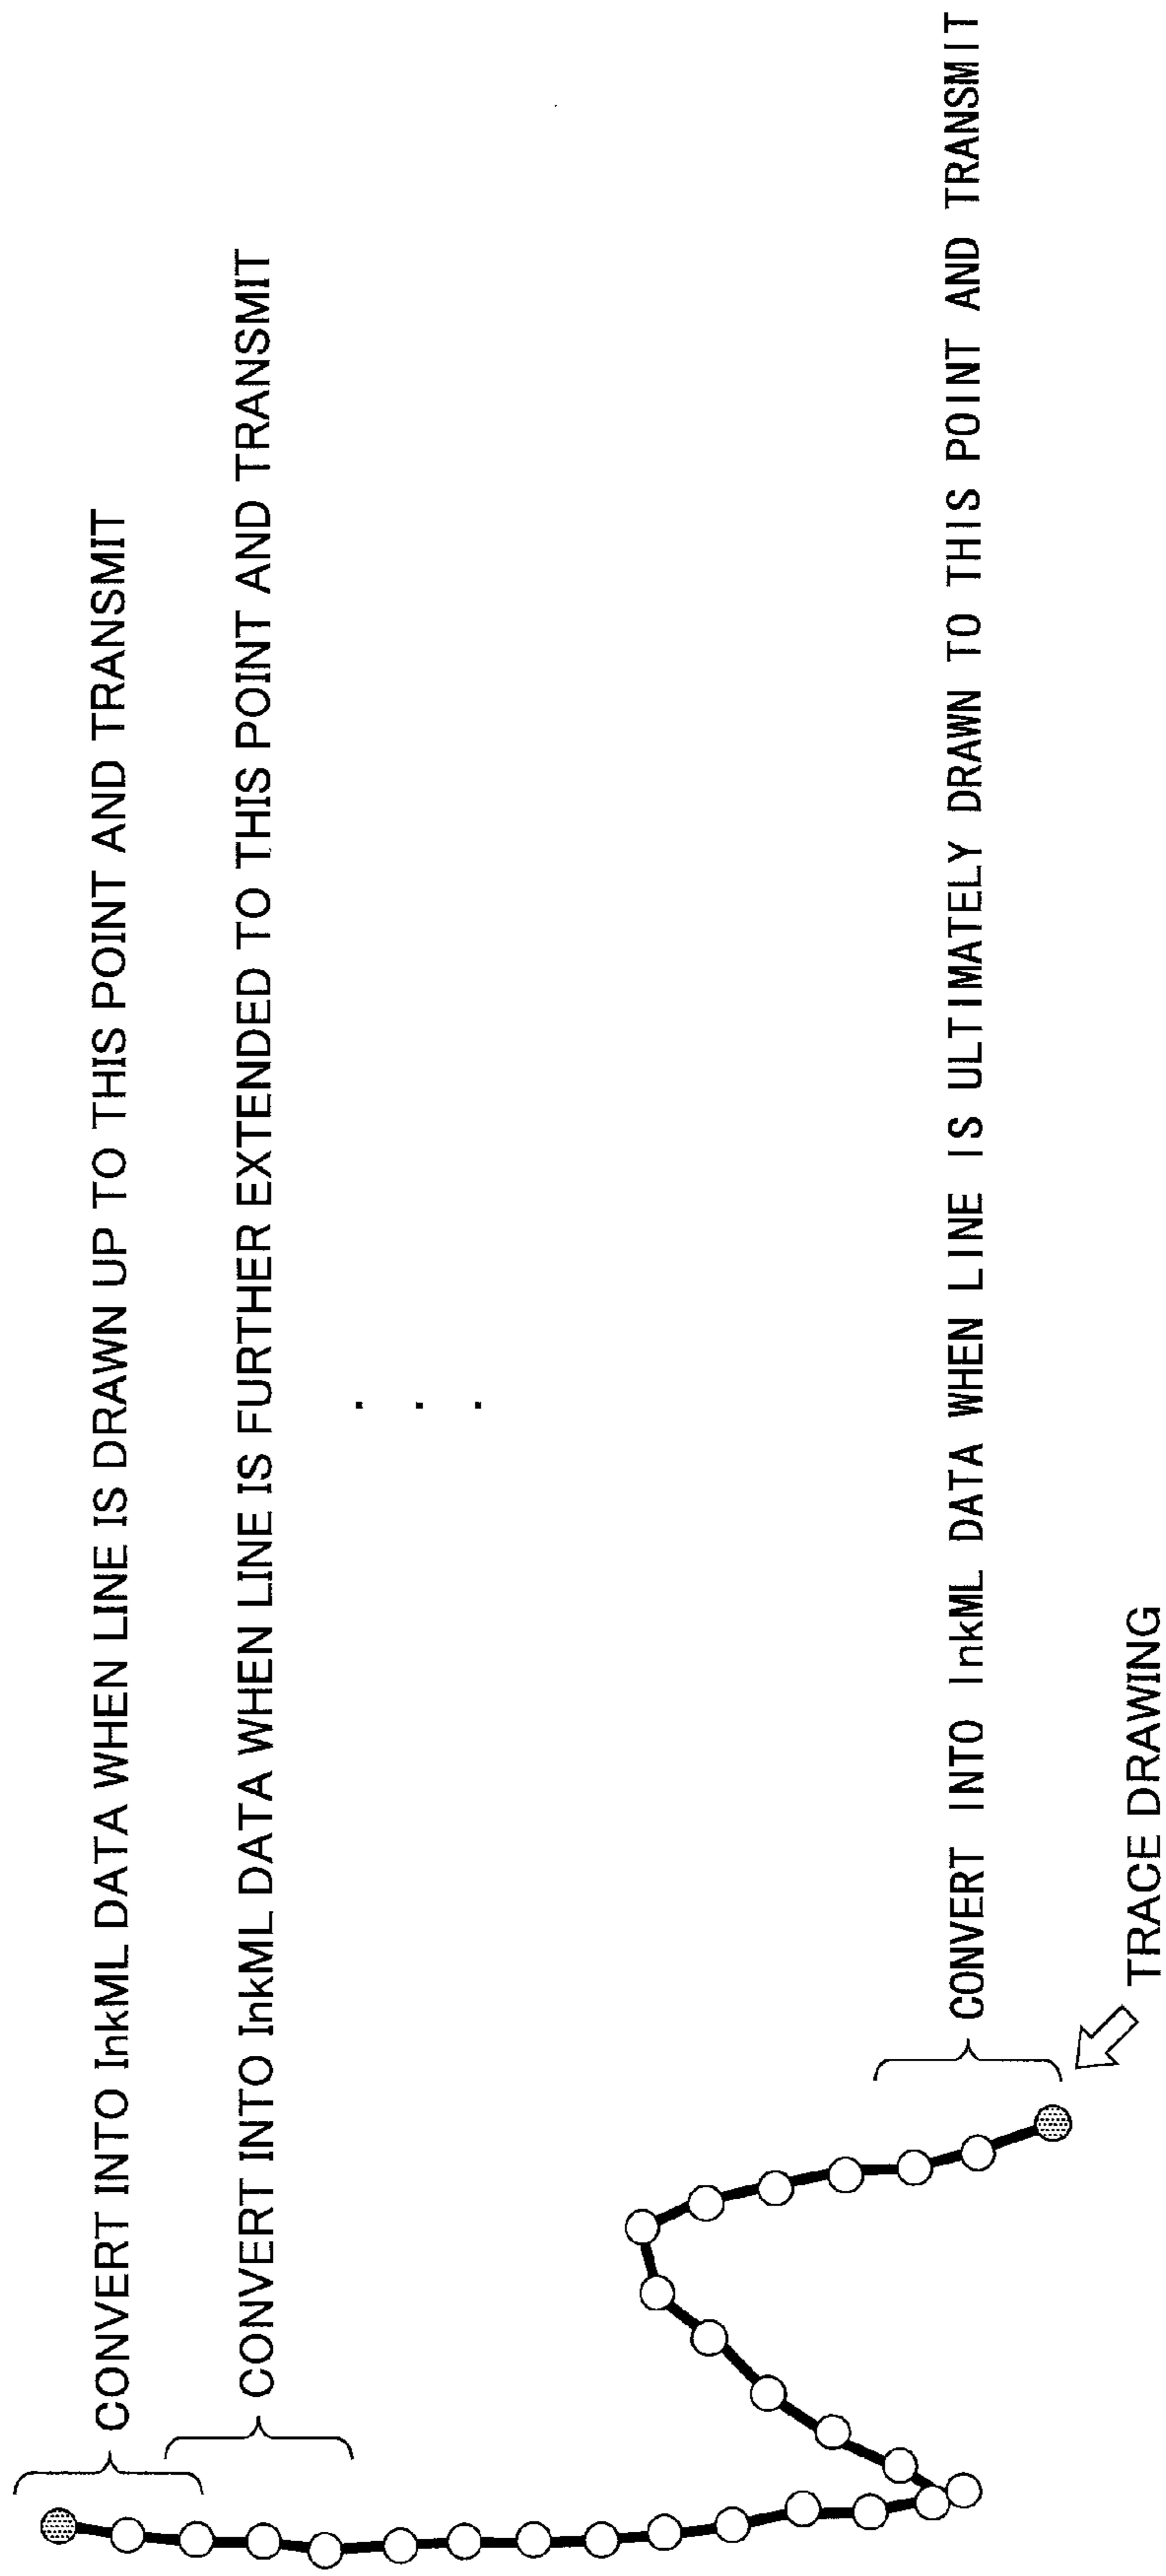 CONVERT INTO InkML DATA WHEN LINE IS DRAWN UP TO THIS POINT AND TRANSMIT
CONVERT INTO InkML DATA WHEN LINE IS FURTHER EXTENDED TO THIS POINT AND TRANSMIT
. . .
CONVERT INTO InkML DATA WHEN LINE IS ULTIMATELY DRAWN TO THIS POINT AND TRANSMIT
TRACE DRAWING